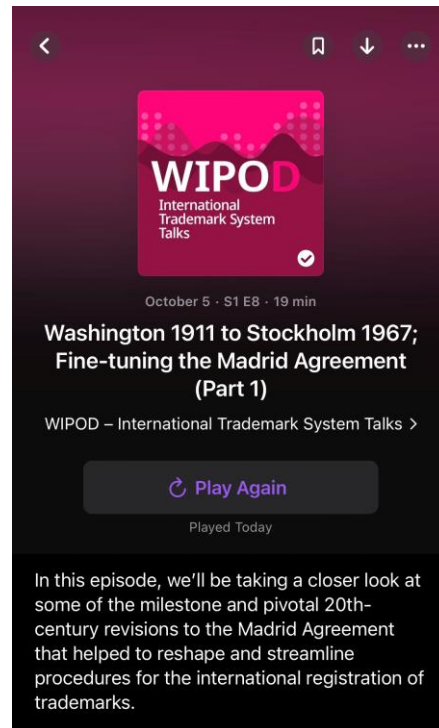 WIPOD
International
Trademark System
Talks
October 5 · S1 E8 · 19 min
Washington 1911 to Stockholm 1967;
Fine-tuning the Madrid Agreement
(Part 1)
WIPOD – International Trademark System Talks >
Play Again
Played Today
In this episode, we’ll be taking a closer look at
some of the milestone and pivotal 20th-
century revisions to the Madrid Agreement
that helped to reshape and streamline
procedures for the international registration of
trademarks.